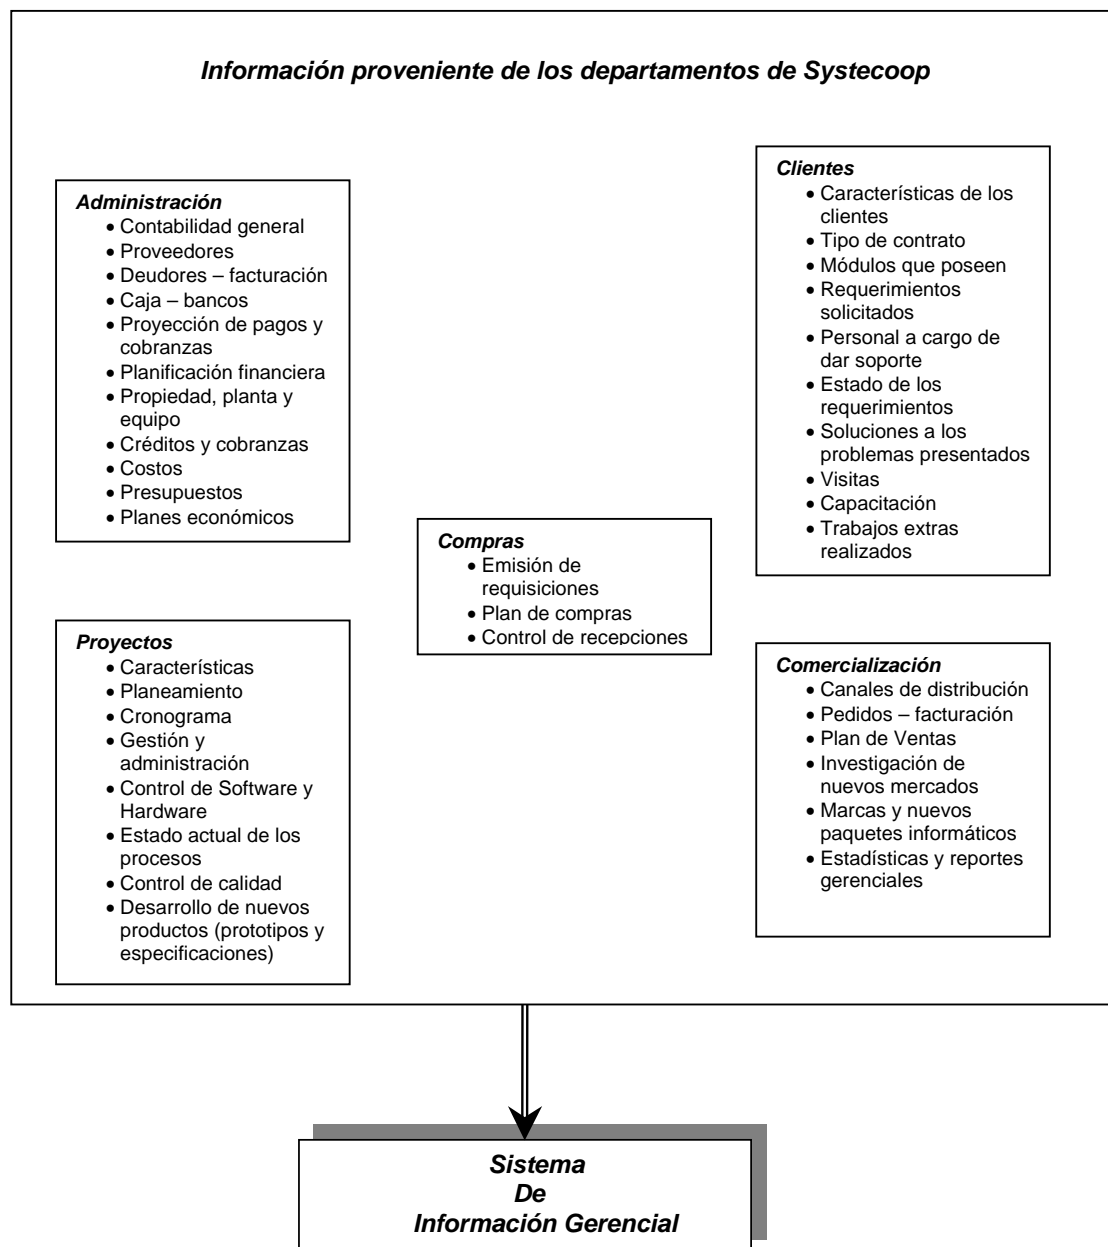 Información proveniente de los departamentos de Systecoop
Administración
• Contabilidad general
• Proveedores
• Deudores – facturación
• Caja – bancos
• Proyección de pagos y
cobranzas
• Planificación financiera
• Propiedad, planta y
equipo
• Créditos y cobranzas
• Costos
• Presupuestos
• Planes económicos
Clientes
• Características de los
clientes
• Tipo de contrato
• Módulos que poseen
• Requerimientos
solicitados
• Personal a cargo de
dar soporte
• Estado de los
requerimientos
• Soluciones a los
problemas presentados
• Visitas
• Capacitación
• Trabajos extras
realizados
Compras
• Emisión de
requisiciones
• Plan de compras
• Control de recepciones
Proyectos
• Características
• Planeamiento
• Cronograma
• Gestión y
administración
• Control de Software y
Hardware
• Estado actual de los
procesos
• Control de calidad
• Desarrollo de nuevos
productos (prototipos y
especificaciones)
Comercialización
• Canales de distribución
• Pedidos – facturación
• Plan de Ventas
• Investigación de
nuevos mercados
• Marcas y nuevos
paquetes informáticos
• Estadísticas y reportes
gerenciales
Sistema
De
Información Gerencial